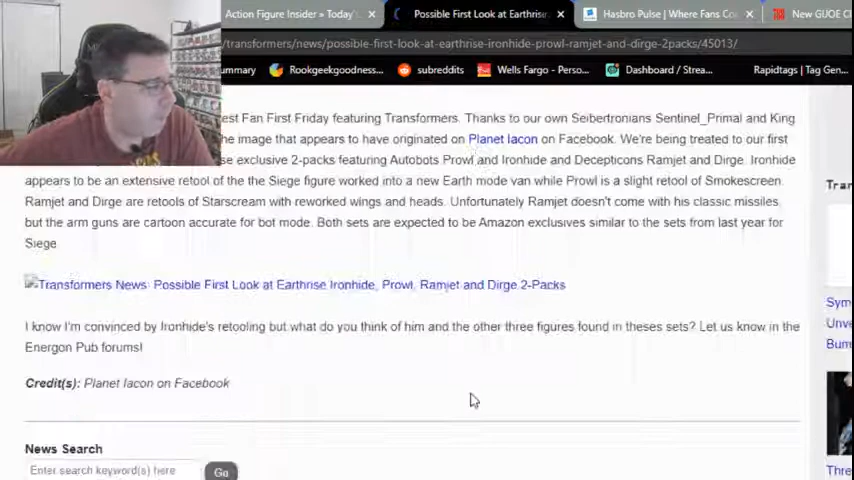 Action Figure Insider » Today' × Possible First Look at Earthrise × Hasbro Pulse | Where Fans Co × New GIJOE Cl
/transformers/news/possible-first-look-at-earthrise-ironhide-prowl-ramjet-and-dirge-2packs/45013/
ummary Rookgeekgoodness... subreddits Wells Fargo - Perso... Dashboard / Strea... Rapidtags | Tag Gen...
est Fan First Friday featuring Transformers. Thanks to our own Seibertronians Sentinel_Primal and King
he image that appears to have originated on Planet Iacon on Facebook. We're being treated to our first
se exclusive 2-packs featuring Autobots Prowl and Ironhide and Decepticons Ramjet and Dirge. Ironhide
appears to be an extensive retool of the the Siege figure worked into a new Earth mode van while Prowl is a slight retool of Smokescreen.
Ramjet and Dirge are retools of Starscream with reworked wings and heads. Unfortunately Ramjet doesn't come with his classic missiles
but the arm guns are cartoon accurate for bot mode. Both sets are expected to be Amazon exclusives similar to the sets from last year for
Siege.
Transformers News: Possible First Look at Earthrise Ironhide, Prowl, Ramjet and Dirge 2-Packs
I know I'm convinced by Ironhide's retooling but what do you think of him and the other three figures found in theses sets? Let us know in the
Energon Pub forums!
Credit(s): Planet Iacon on Facebook
News Search
Enter search keyword(s) here Go
Tran
Sym
Unve
Bum
Thre